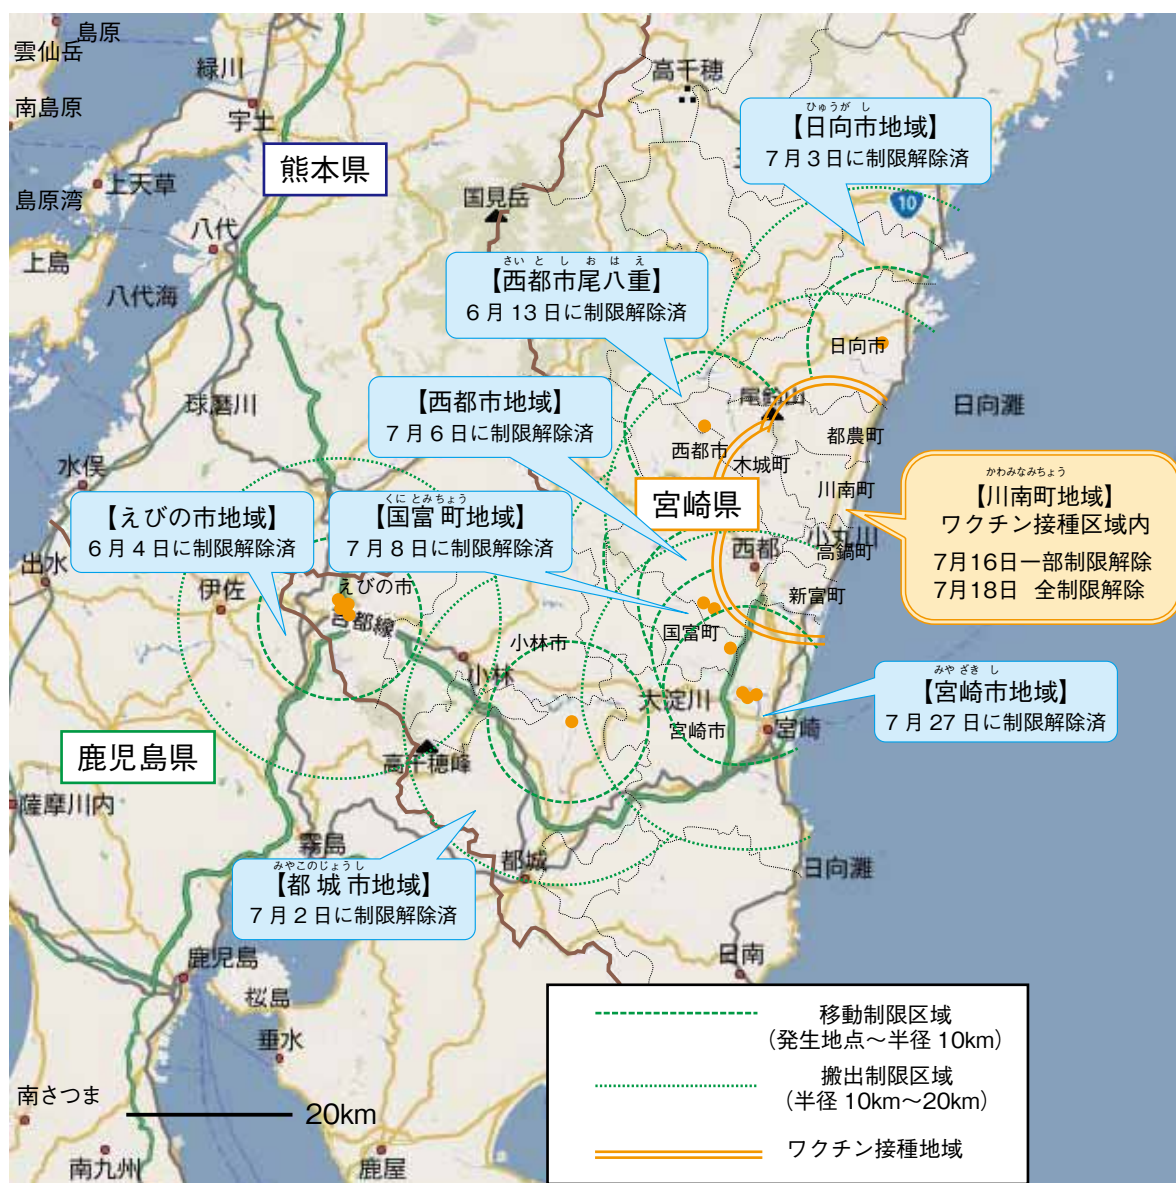 島原
雲仙岳
緑川
南島原
宇土
高千穂
ひゅうが し
【日向市地域】
7月3日に制限解除済
熊本県
上天草
島原湾
国見岳
10
八代
上島
八代海
さい と し お は え
【西都市尾八重】
6月13日に制限解除済
日向市
球磨川
【西都市地域】
7月6日に制限解除済
尾鈴山
日向灘
西都市
都農町
木城町
水俣
川南町
かわみなみちょう
【川南町地域】
ワクチン接種区域内
7月16日一部制限解除
7月18日 全制限解除
宮崎県
【えびの市地域】
6月4日に制限解除済
くに とみ ちょう
【国富町地域】
7月8日に制限解除済
小丸川
西都
高鍋町
出水
えびの市
伊佐
新富町
吉都線
国富町
小林市
小林
大淀川
みや ざき し
【宮崎市地域】
7月27日に制限解除済
宮崎市
宮崎
鹿児島県
高千穂峰
薩摩川内
霧島
都城
日向灘
みやこのじょうし
【都城市地域】
7月2日に制限解除済
鹿児島
日南
桜島
垂水
移動制限区域
(発生地点～半径10km)
搬出制限区域
(半径10km～20km)
ワクチン接種地域
南さつま
20km
南九州
鹿屋